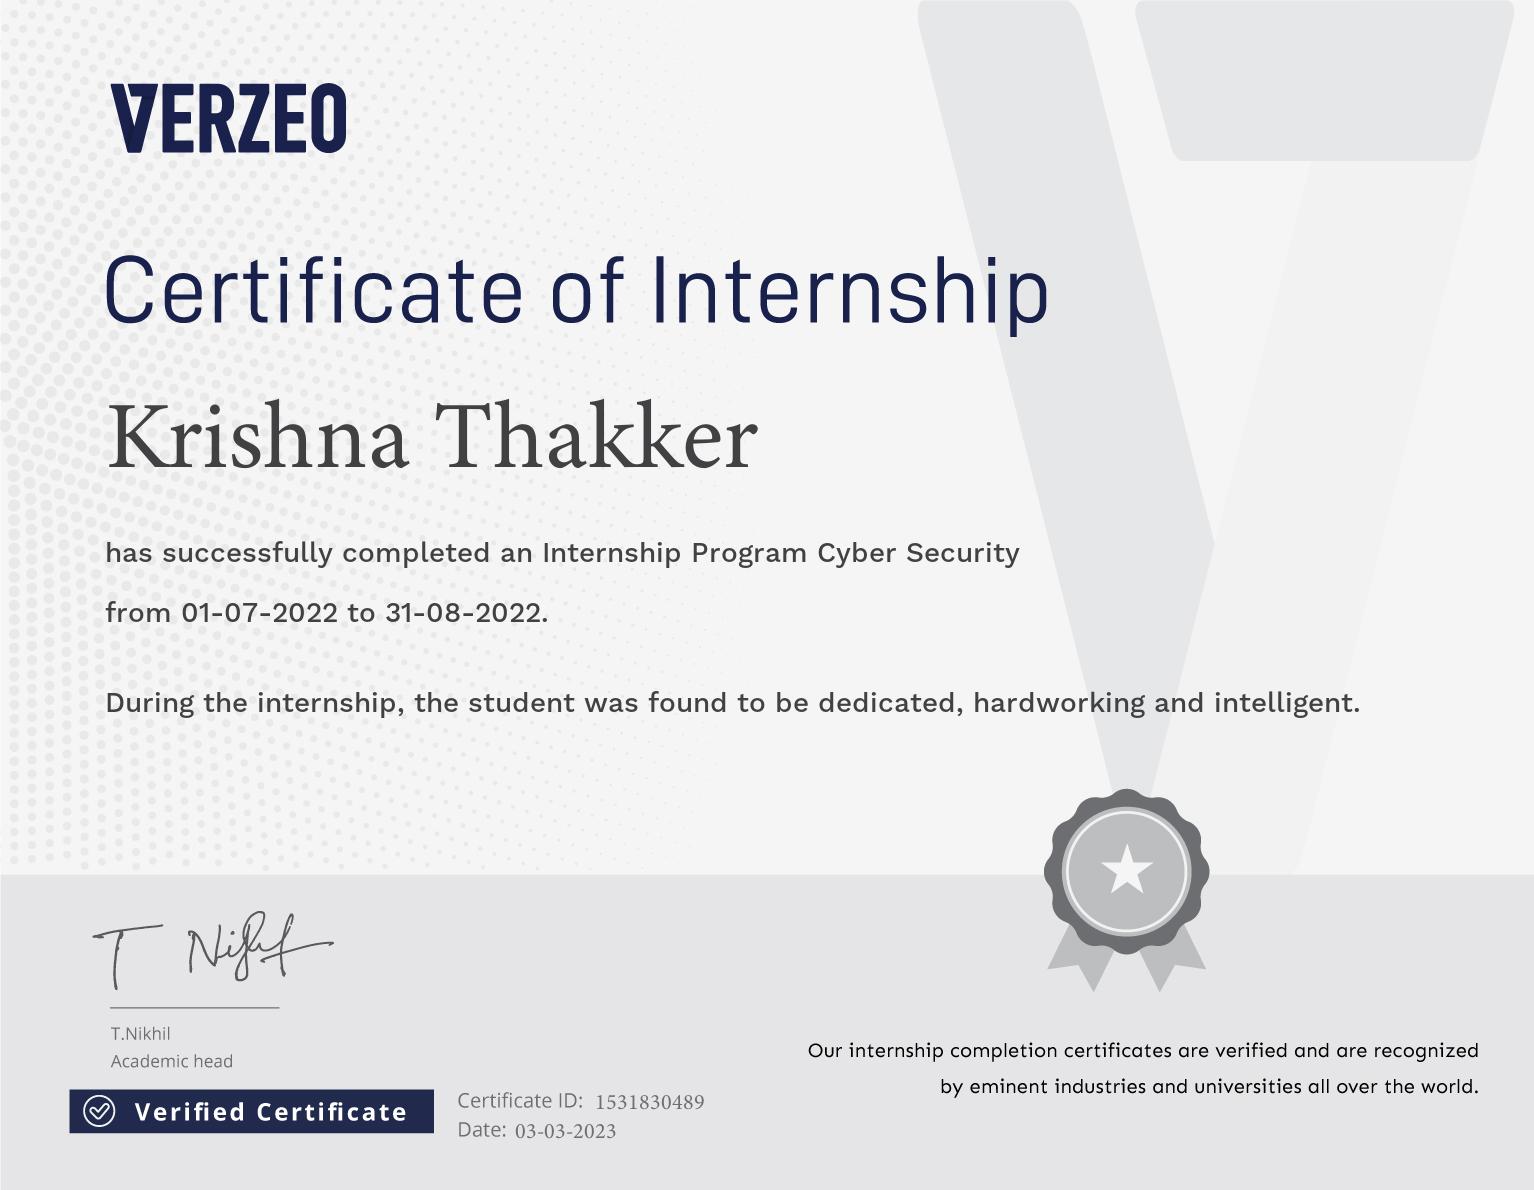 VERZEO
Certificate of Internship
Krishna Thakker
has successfully completed an Internship Program Cyber Security
from 01-07-2022 to 31-08-2022.
During the internship, the student was found to be dedicated, hardworking and intelligent.
T Nikhil
T.Nikhil
Academic head
Verified Certificate
Certificate ID: 1531830489
Date: 03-03-2023
Our internship completion certificates are verified and are recognized
by eminent industries and universities all over the world.